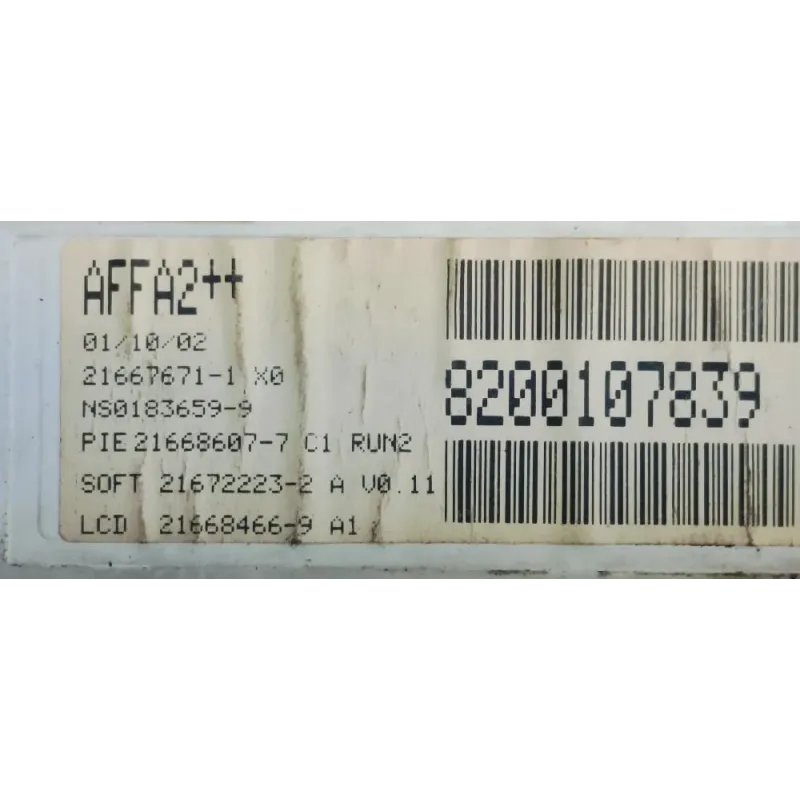 AFFA2++
01/10/02
21667671-1 X0
NS0183659-9
PIE 21668607-7 C1 RUN2
SOFT 21672223-2 A V0.11
LCD 21668466-9 A1
8200107839